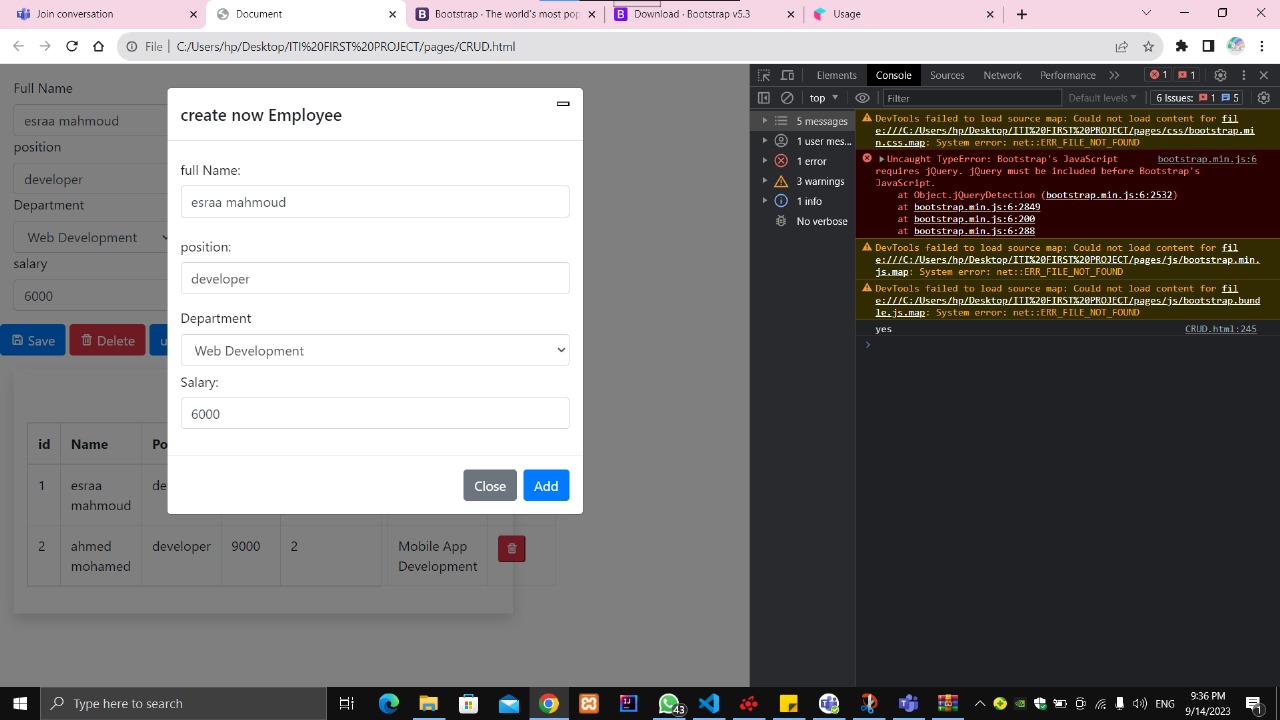 Join conversation
Document
Bootstrap · The world's most pop
Download · Bootstrap v5.3
Usage
File
C:/Users/hp/Desktop/ITI%20FIRST%20PROJECT/pages/CRUD.html
Full Name
esraa mahmoud
position
developer
Department
Web Development
salary
6000
Save
Delete
create now Employee
full Name:
esraa mahmoud
position:
developer
Department
Web Development
Salary:
6000
Close
Add
id Name Po
1 esraa mahmoud de
2 ahmed mohamed developer 9000 2 Mobile App Development
Elements Console Sources Network Performance 1 1
top Filter Default levels 6 Issues: 1 5
5 messages
1 user mes...
1 error
3 warnings
1 info
No verbose
DevTools failed to load source map: Could not load content for fil
e:///C:/Users/hp/Desktop/ITI%20FIRST%20PROJECT/pages/css/bootstrap.mi
n.css.map: System error: net::ERR_FILE_NOT_FOUND
Uncaught TypeError: Bootstrap's JavaScript bootstrap.min.js:6
requires jQuery. jQuery must be included before Bootstrap's
JavaScript.
at Object.jQueryDetection (bootstrap.min.js:6:2532)
at bootstrap.min.js:6:2849
at bootstrap.min.js:6:200
at bootstrap.min.js:6:288
DevTools failed to load source map: Could not load content for fil
e:///C:/Users/hp/Desktop/ITI%20FIRST%20PROJECT/pages/js/bootstrap.min.
js.map: System error: net::ERR_FILE_NOT_FOUND
DevTools failed to load source map: Could not load content for fil
e:///C:/Users/hp/Desktop/ITI%20FIRST%20PROJECT/pages/js/bootstrap.bund
le.js.map: System error: net::ERR_FILE_NOT_FOUND
yes CRUD.html:245
Type here to search
43
ENG
9:36 PM
9/14/2023
1